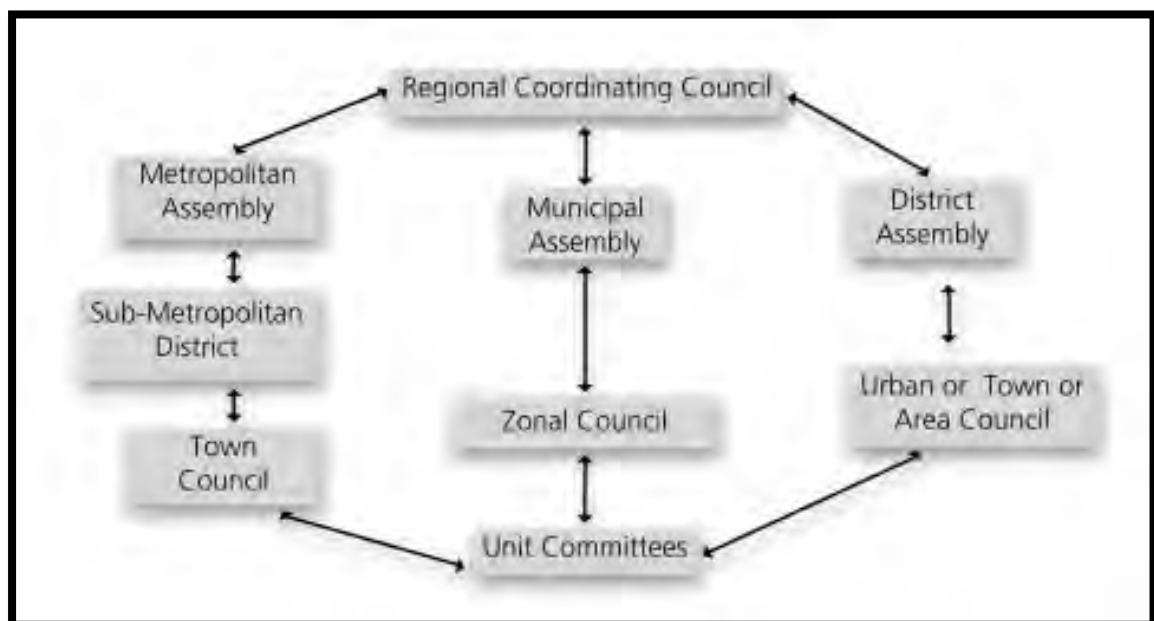 Regional Coordinating Council
Metropolitan
Assembly
Municipal
Assembly
District
Assembly
Sub-Metropolitan
District
Zonal Council
Urban or Town or
Area Council
Town
Council
Unit Committees